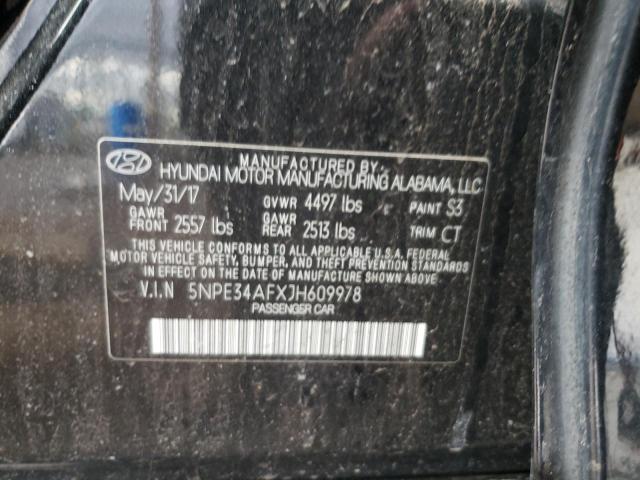 MANUFACTURED BY
HYUNDAI MOTOR MANUFACTURING ALABAMA, LLC
May/31/17 GVWR 4497 lbs PAINT S3
GAWR FRONT 2557 lbs GAWR REAR 2513 lbs TRIM CT
THIS VEHICLE CONFORMS TO ALL APPLICABLE U.S.A. FEDERAL
MOTOR VEHICLE SAFETY, BUMPER, AND THEFT PREVENTION STANDARDS
IN EFFECT ON THE DATE OF MANUFACTURE SHOWN ABOVE.
V.I.N 5NPE34AFXJH609978
PASSENGER CAR